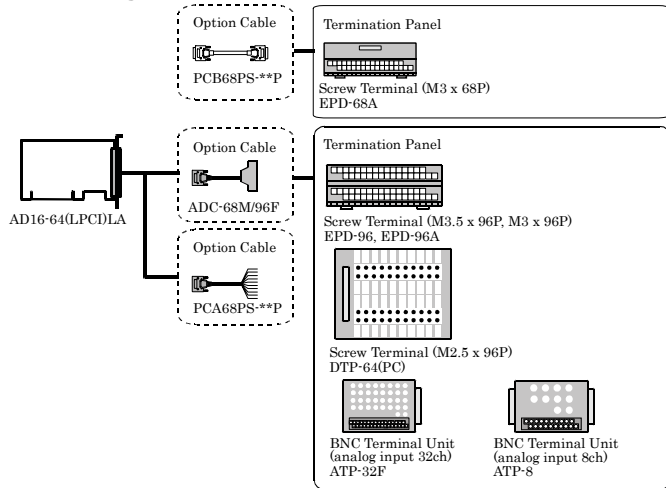 Option Cable
PCB68PS-**P
Termination Panel
Screw Terminal (M3 x 68P)
EPD-68A
AD16-64(LPCI)LA
Option Cable
ADC-68M/96F
Option Cable
PCA68PS-**P
Termination Panel
Screw Terminal (M3.5 x 96P, M3 x 96P)
EPD-96, EPD-96A
Screw Terminal (M2.5 x 96P)
DTP-64(PC)
BNC Terminal Unit
(analog input 32ch)
ATP-32F
BNC Terminal Unit
(analog input 8ch)
ATP-8